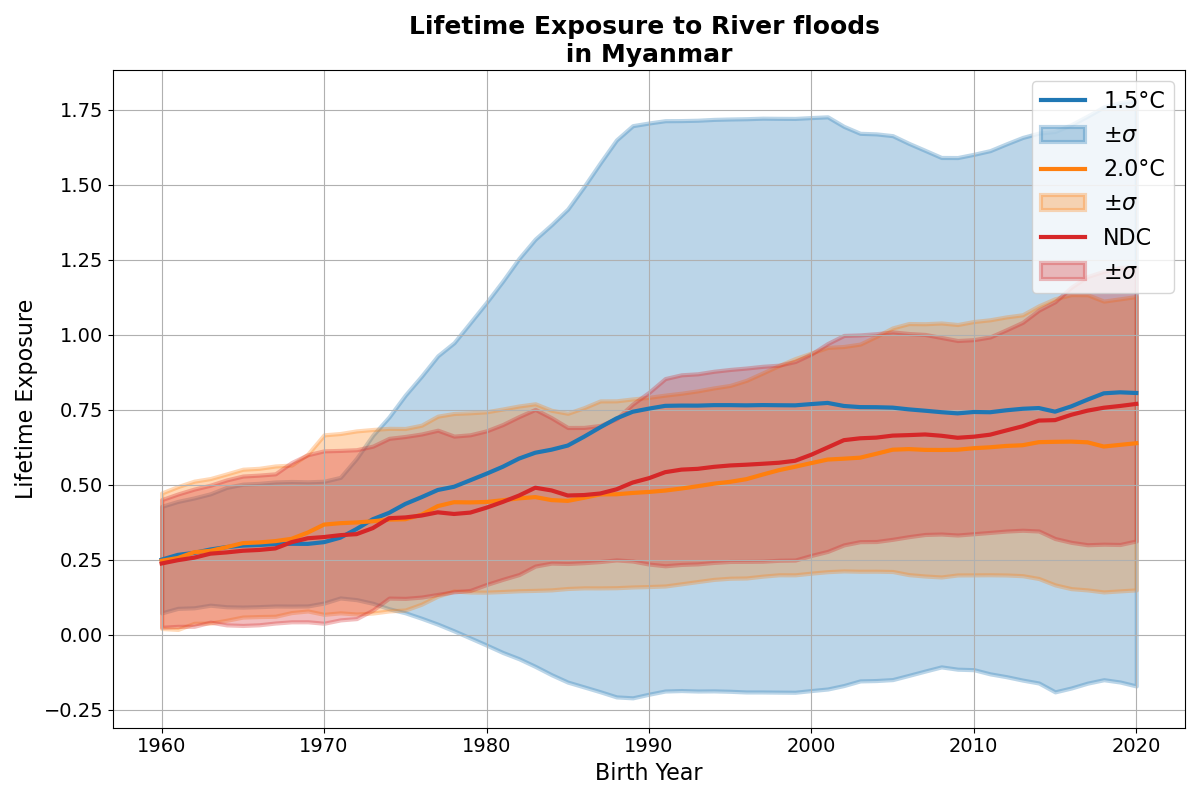 Lifetime Exposure to River floods
in Myanmar
Lifetime Exposure
1.75
1.50
1.25
1.00
0.75
0.50
0.25
0.00
−0.25
1.5°C
±σ
2.0°C
±σ
NDC
±σ
1960 1970 1980 1990 2000 2010 2020
Birth Year